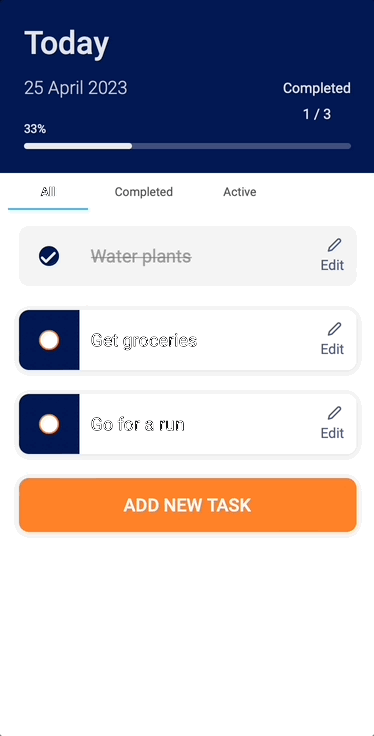 Today
25 April 2023
Completed
1 / 3
33%
All
Completed
Active
Water plants
Edit
Get groceries
Edit
Go for a run
Edit
ADD NEW TASK